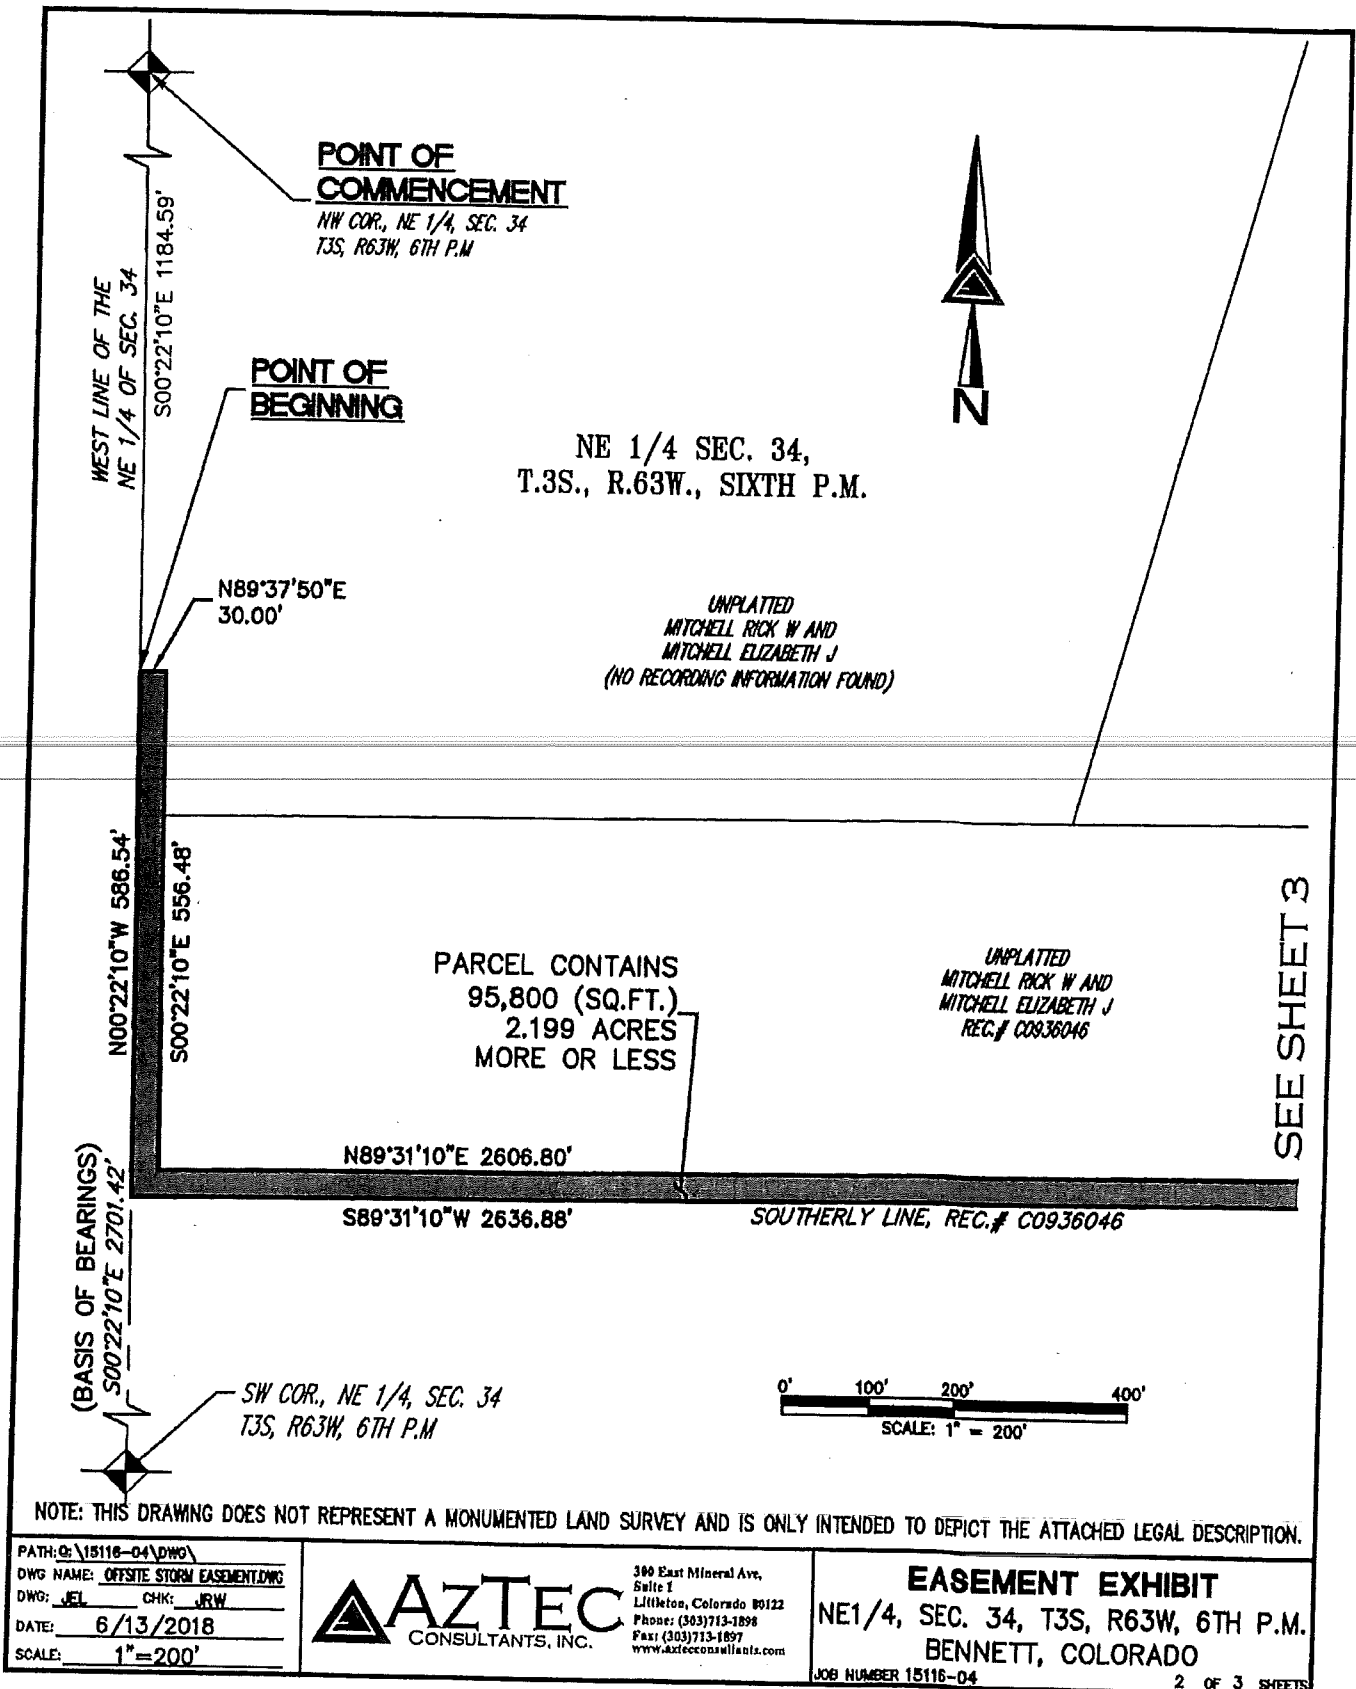 POINT OF
COMMENCEMENT
NW COR., NE 1/4, SEC. 34
T3S, R63W, 6TH P.M
WEST LINE OF THE
NE 1/4 OF SEC. 34
S00°22'10"E 1184.59'
POINT OF
BEGINNING
N
NE 1/4 SEC. 34,
T.3S., R.63W., SIXTH P.M.
N89°37'50"E
30.00'
UNPLATTED
MITCHELL RICK W AND
MITCHELL ELIZABETH J
(NO RECORDING INFORMATION FOUND)
N00°22'10"W 586.54'
S00°22'10"E 556.48'
PARCEL CONTAINS
95,800 (SQ.FT.)
2.199 ACRES
MORE OR LESS
UNPLATTED
MITCHELL RICK W AND
MITCHELL ELIZABETH J
REC.# C0936046
SEE SHEET 3
N89°31'10"E 2606.80'
S89°31'10"W 2636.88'
SOUTHERLY LINE, REC.# C0936046
(BASIS OF BEARINGS)
S00°22'10"E 2701.42'
SW COR., NE 1/4, SEC. 34
T3S, R63W, 6TH P.M
0' 100' 200' 400'
SCALE: 1" = 200'
NOTE: THIS DRAWING DOES NOT REPRESENT A MONUMENTED LAND SURVEY AND IS ONLY INTENDED TO DEPICT THE ATTACHED LEGAL DESCRIPTION.
PATH: Q:\15116-04\DWG\
DWG NAME: OFFSITE STORM EASEMENT.DWG
DWG: JEL CHK: JRW
DATE: 6/13/2018
SCALE: 1"=200'
AZTEC
CONSULTANTS, INC.
300 East Mineral Ave,
Suite 1
Littleton, Colorado 80122
Phone: (303)713-1898
Fax: (303)713-1897
www.aztecconsultants.com
EASEMENT EXHIBIT
NE1/4, SEC. 34, T3S, R63W, 6TH P.M.
BENNETT, COLORADO
JOB NUMBER 15116-04
2 OF 3 SHEETS